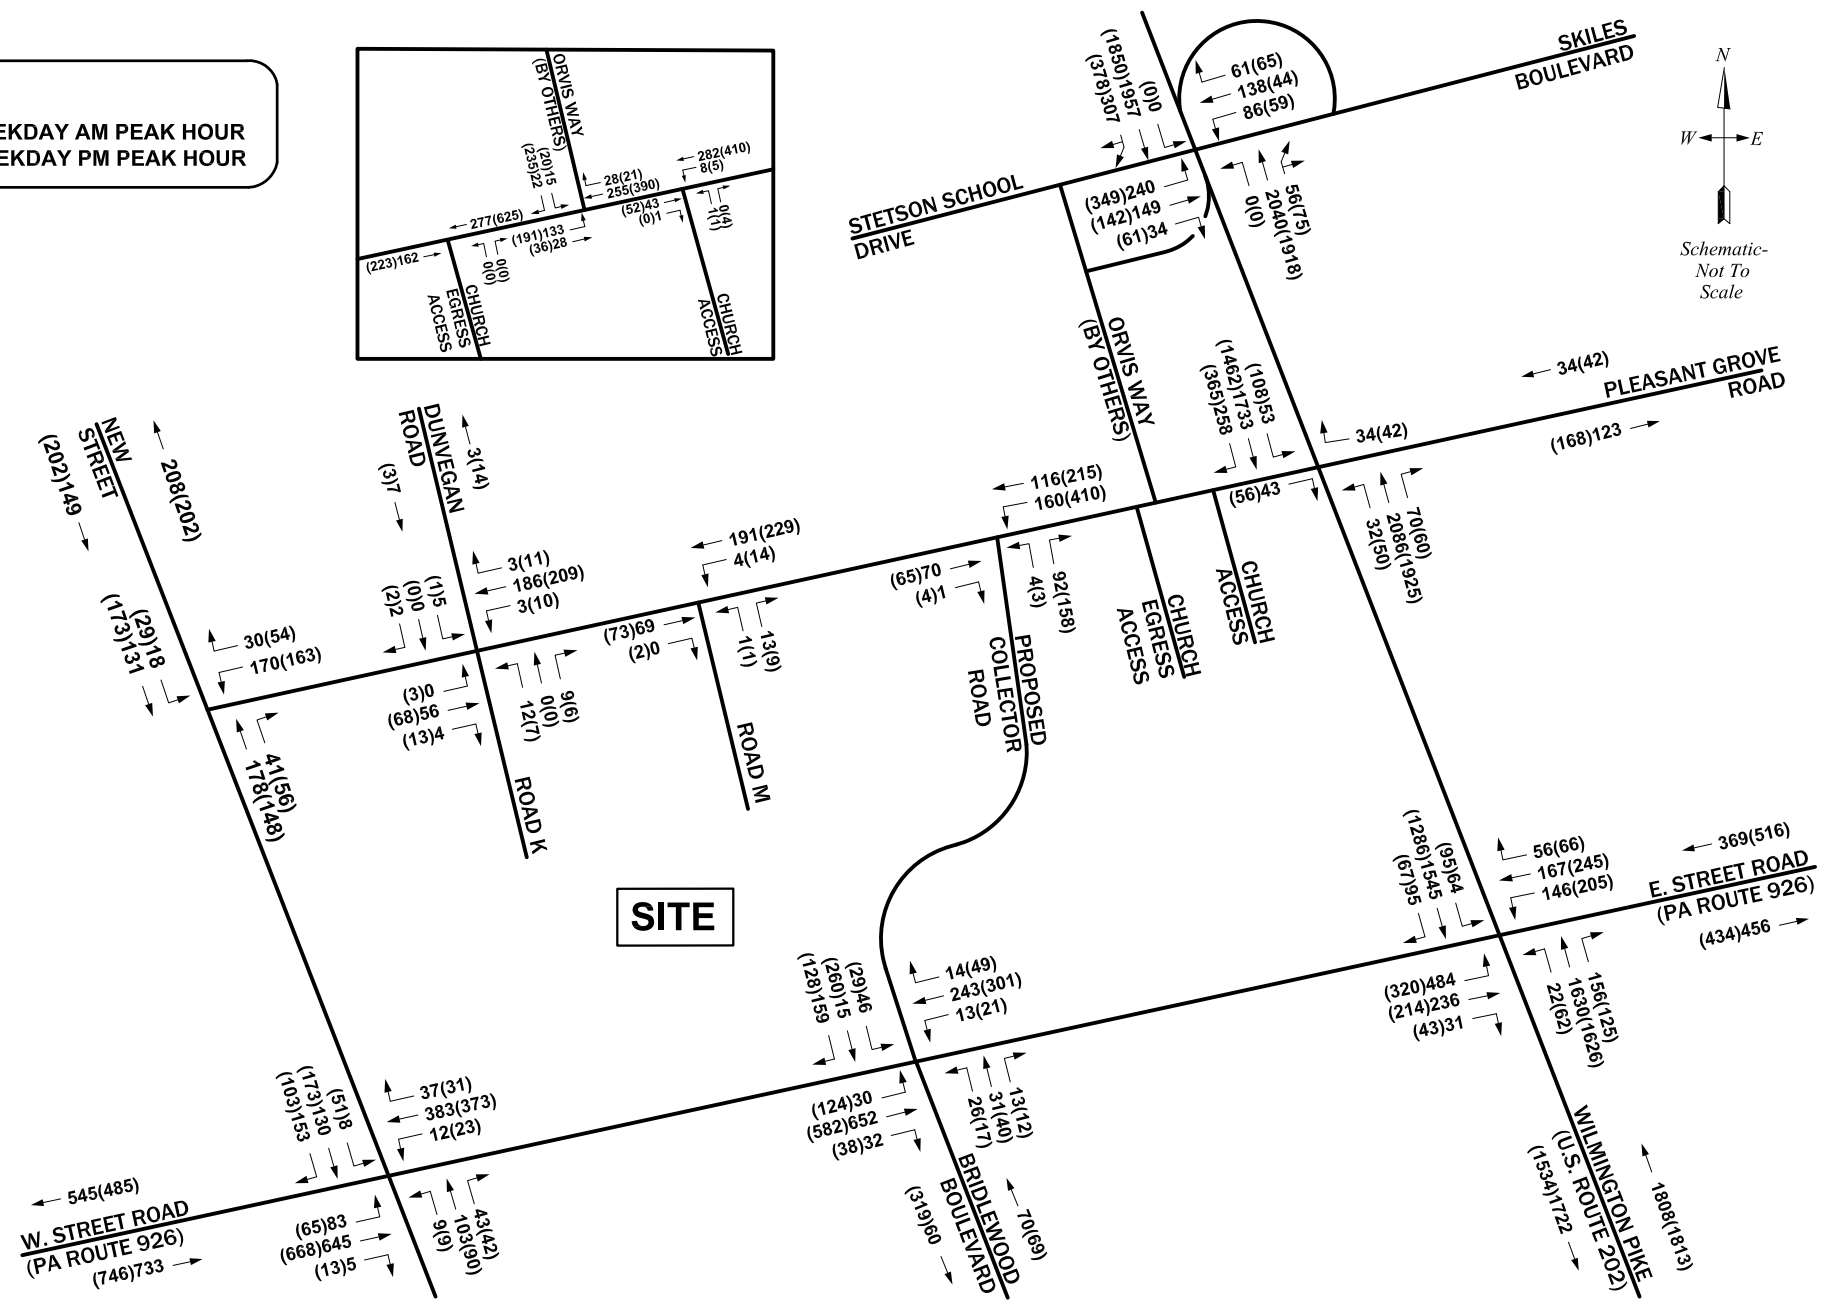 EKDAY AM PEAK HOUR
EKDAY PM PEAK HOUR
ORVIS WAY
(BY OTHERS)
(235)22
(20)15
28(21)
255(390)
282(410)
8(5)
277(625)
(223)162
0(0)
0(0)
(191)133
(36)28
(52)43
(0)1
1(1)
0(4)
CHURCH
EGRESS
ACCESS
CHURCH
ACCESS
(378)307
(1850)1957
(0)0
61(65)
138(44)
86(59)
SKILES
BOULEVARD
N
W
E
Schematic-
Not To
Scale
STETSON SCHOOL
DRIVE
(349)240
(142)149
(61)34
0(0)
2040(1918)
56(75)
ORVIS WAY
(BY OTHERS)
(365)258
(1462)1733
(108)53
34(42)
34(42)
PLEASANT GROVE
ROAD
(168)123
(56)43
32(50)
2086(1925)
70(60)
NEW
STREET
(202)149
208(202)
DUNVEGAN
ROAD
(3)7
3(14)
116(215)
160(410)
191(229)
4(14)
(65)70
(4)1
4(3)
92(158)
CHURCH
EGRESS
ACCESS
CHURCH
ACCESS
(2)2
(0)0
(1)5
3(11)
186(209)
3(10)
(173)131
(29)18
30(54)
170(163)
(73)69
(2)0
1(1)
13(9)
(3)0
(68)56
(13)4
12(7)
0(0)
9(6)
178(148)
41(56)
PROPOSED
COLLECTOR
ROAD
ROAD M
ROAD K
SITE
(67)95
(1286)1545
(95)64
56(66)
167(245)
146(205)
369(516)
E. STREET ROAD
(PA ROUTE 926)
(434)456
(320)484
(214)236
(43)31
22(62)
1630(1626)
156(125)
(128)159
(260)15
(29)46
14(49)
243(301)
13(21)
(124)30
(582)652
(38)32
26(17)
31(40)
13(12)
(103)153
(173)130
(51)8
37(31)
383(373)
12(23)
545(485)
W. STREET ROAD
(PA ROUTE 926)
(746)733
(65)83
(668)645
(13)5
9(9)
103(90)
43(42)
BRIDLEWOOD
BOULEVARD
(319)60
70(69)
WILMINGTON PIKE
(U.S. ROUTE 202)
(1534)1722
1808(1813)